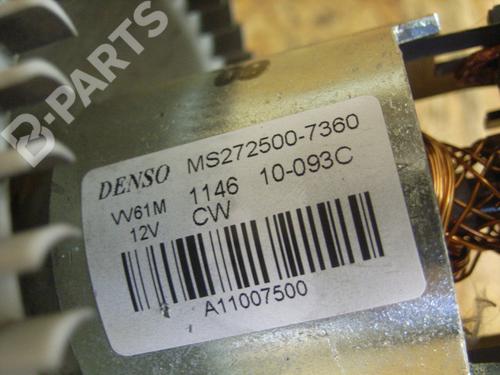 B-PARTS
DENSO MS272500-7360
VV61M 1146 10-093C
12V CW
A11007500